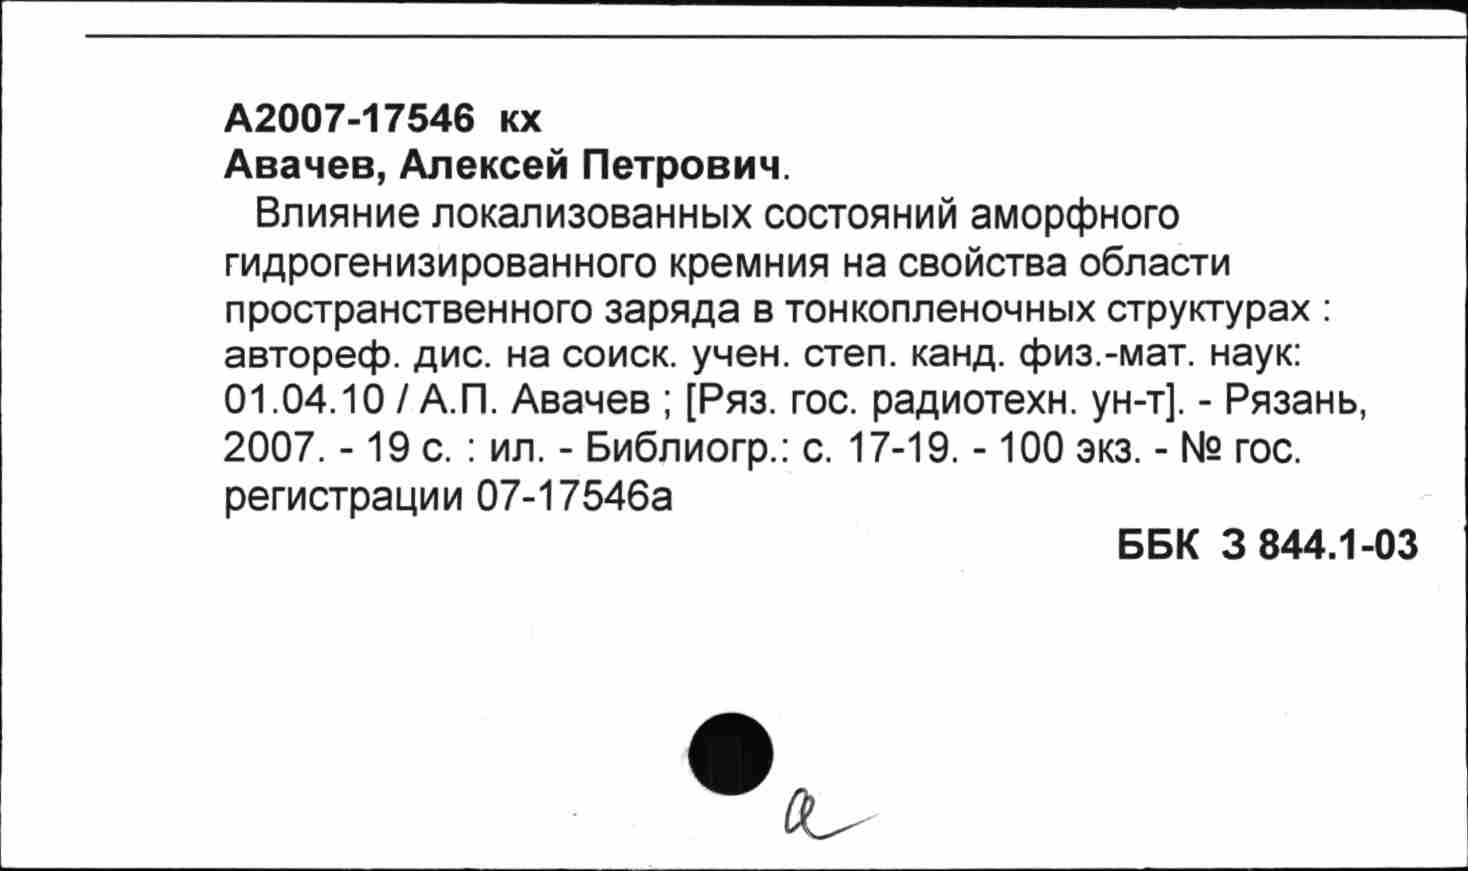 А2007-17546 кх
Авачев, Алексей Петрович.
Влияние локализованных состояний аморфного
гидрогенизированного кремния на свойства области
пространственного заряда в тонкопленочных структурах :
автореф. дис. на соиск. учен. степ. канд. физ.-мат. наук:
01.04.10 / А.П. Авачев ; [Ряз. гос. радиотехн. ун-т]. - Рязань,
2007. - 19 с. : ил. - Библиогр.: с. 17-19. - 100 экз. - № гос.
регистрации 07-17546а
ББК З 844.1-03
а